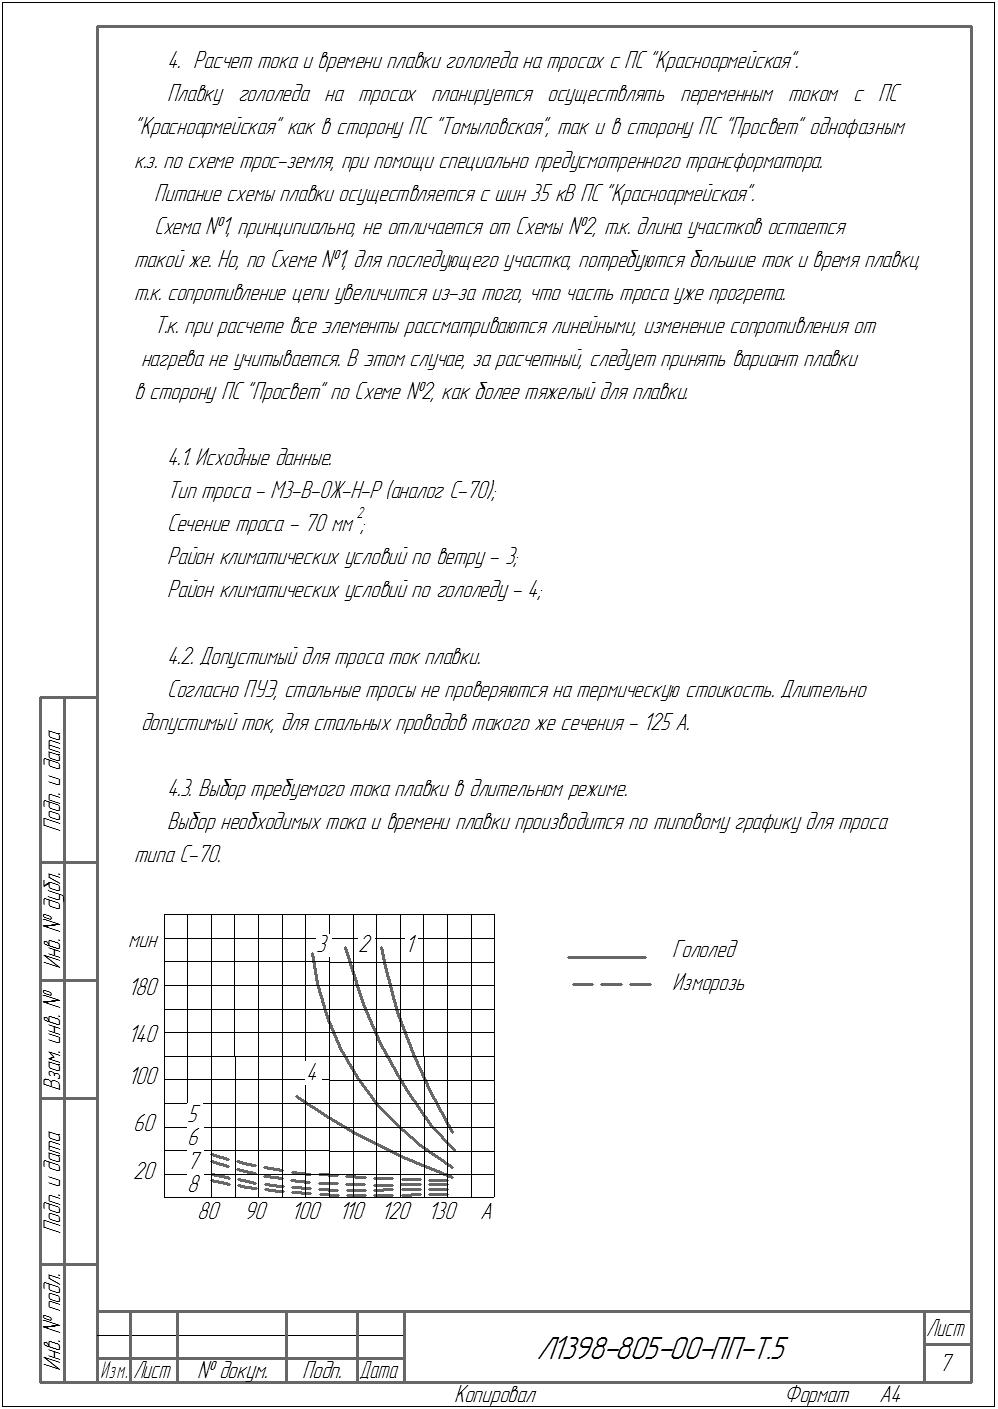 4. Расчет тока и времени плавки гололеда на тросах с ПС "Красноармейская".
Плавку гололеда на тросах планируется осуществлять переменным током с ПС
"Красноармейская" как в сторону ПС "Томыловская", так и в сторону ПС "Просвет" однофазным
к.з. по схеме трос-земля, при помощи специально предусмотренного трансформатора.
Питание схемы плавки осуществляется с шин 35 кВ ПС "Красноармейская".
Схема №1, принципиально, не отличается от Схемы №2, т.к. длина участков остается
такой же. Но, по Схеме №1, для последующего участка, потребуются большие ток и время плавки,
т.к. сопротивление цепи увеличится из-за того, что часть троса уже прогрета.
Т.к. при расчете все элементы рассматриваются линейными, изменение сопротивления от
нагрева не учитывается. В этом случае, за расчетный, следует принять вариант плавки
в сторону ПС "Просвет" по Схеме №2, как более тяжелый для плавки.
4.1. Исходные данные.
Тип троса - МЗ-В-ОЖ-Н-Р (аналог С-70);
Сечение троса - 70 мм²;
Район климатических условий по ветру - 3;
Район климатических условий по гололеду - 4;
4.2. Допустимый для троса ток плавки.
Согласно ПУЭ, стальные тросы не проверяются на термическую стоикость. Длительно
допустимый ток, для стальных проводов такого же сечения - 125 А.
4.3. Выбор требуемого тока плавки в длительном режиме.
Выбор необходимых тока и времени плавки производится по типовому графику для троса
типа С-70.
мин
180
140
100
60
20
3 2 1
4
5
6
7
8
80 90 100 110 120 130 А
Гололед
Изморозь
Подп. и дата
Инв. № дубл.
Взам. инв. №
Подп. и дата
Инв. № подл.
Изм. Лист № докум. Подп. Дата
Л1398-805-00-ПП-Т.5
Лист
7
Копировал Формат А4